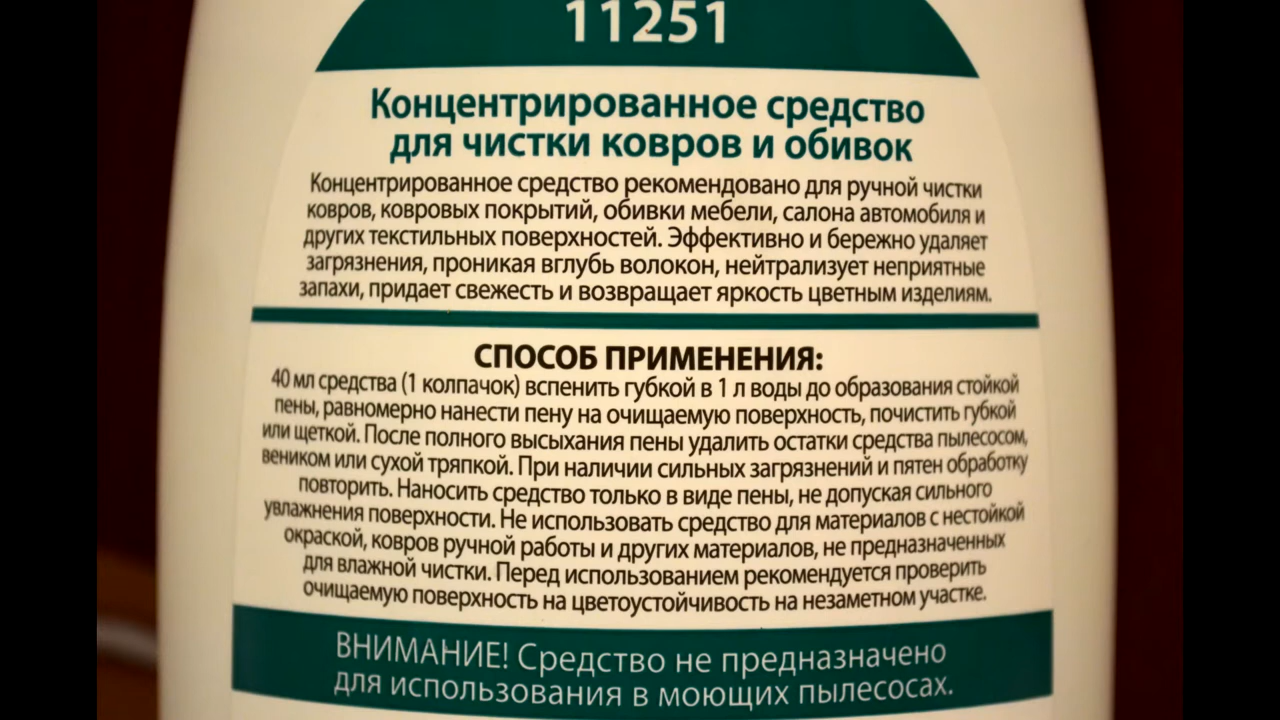 11251
Концентрированное средство
для чистки ковров и обивок
Концентрированное средство рекомендовано для ручной чистки
ковров, ковровых покрытий, обивки мебели, салона автомобиля и
других текстильных поверхностей. Эффективно и бережно удаляет
загрязнения, проникая вглубь волокон, нейтрализует неприятные
запахи, придает свежесть и возвращает яркость цветным изделиям.
СПОСОБ ПРИМЕНЕНИЯ:
40 мл средства (1 колпачок) вспенить губкой в 1 л воды до образования стойкой
пены, равномерно нанести пену на очищаемую поверхность, почистить губкой
или щеткой. После полного высыхания пены удалить остатки средства пылесосом,
веником или сухой тряпкой. При наличии сильных загрязнений и пятен обработку
повторить. Наносить средство только в виде пены, не допуская сильного
увлажнения поверхности. Не использовать средство для материалов с нестойкой
окраской, ковров ручной работы и других материалов, не предназначенных
для влажной чистки. Перед использованием рекомендуется проверить
очищаемую поверхность на цветоустойчивость на незаметном участке.
ВНИМАНИЕ! Средство не предназначено
для использования в моющих пылесосах.